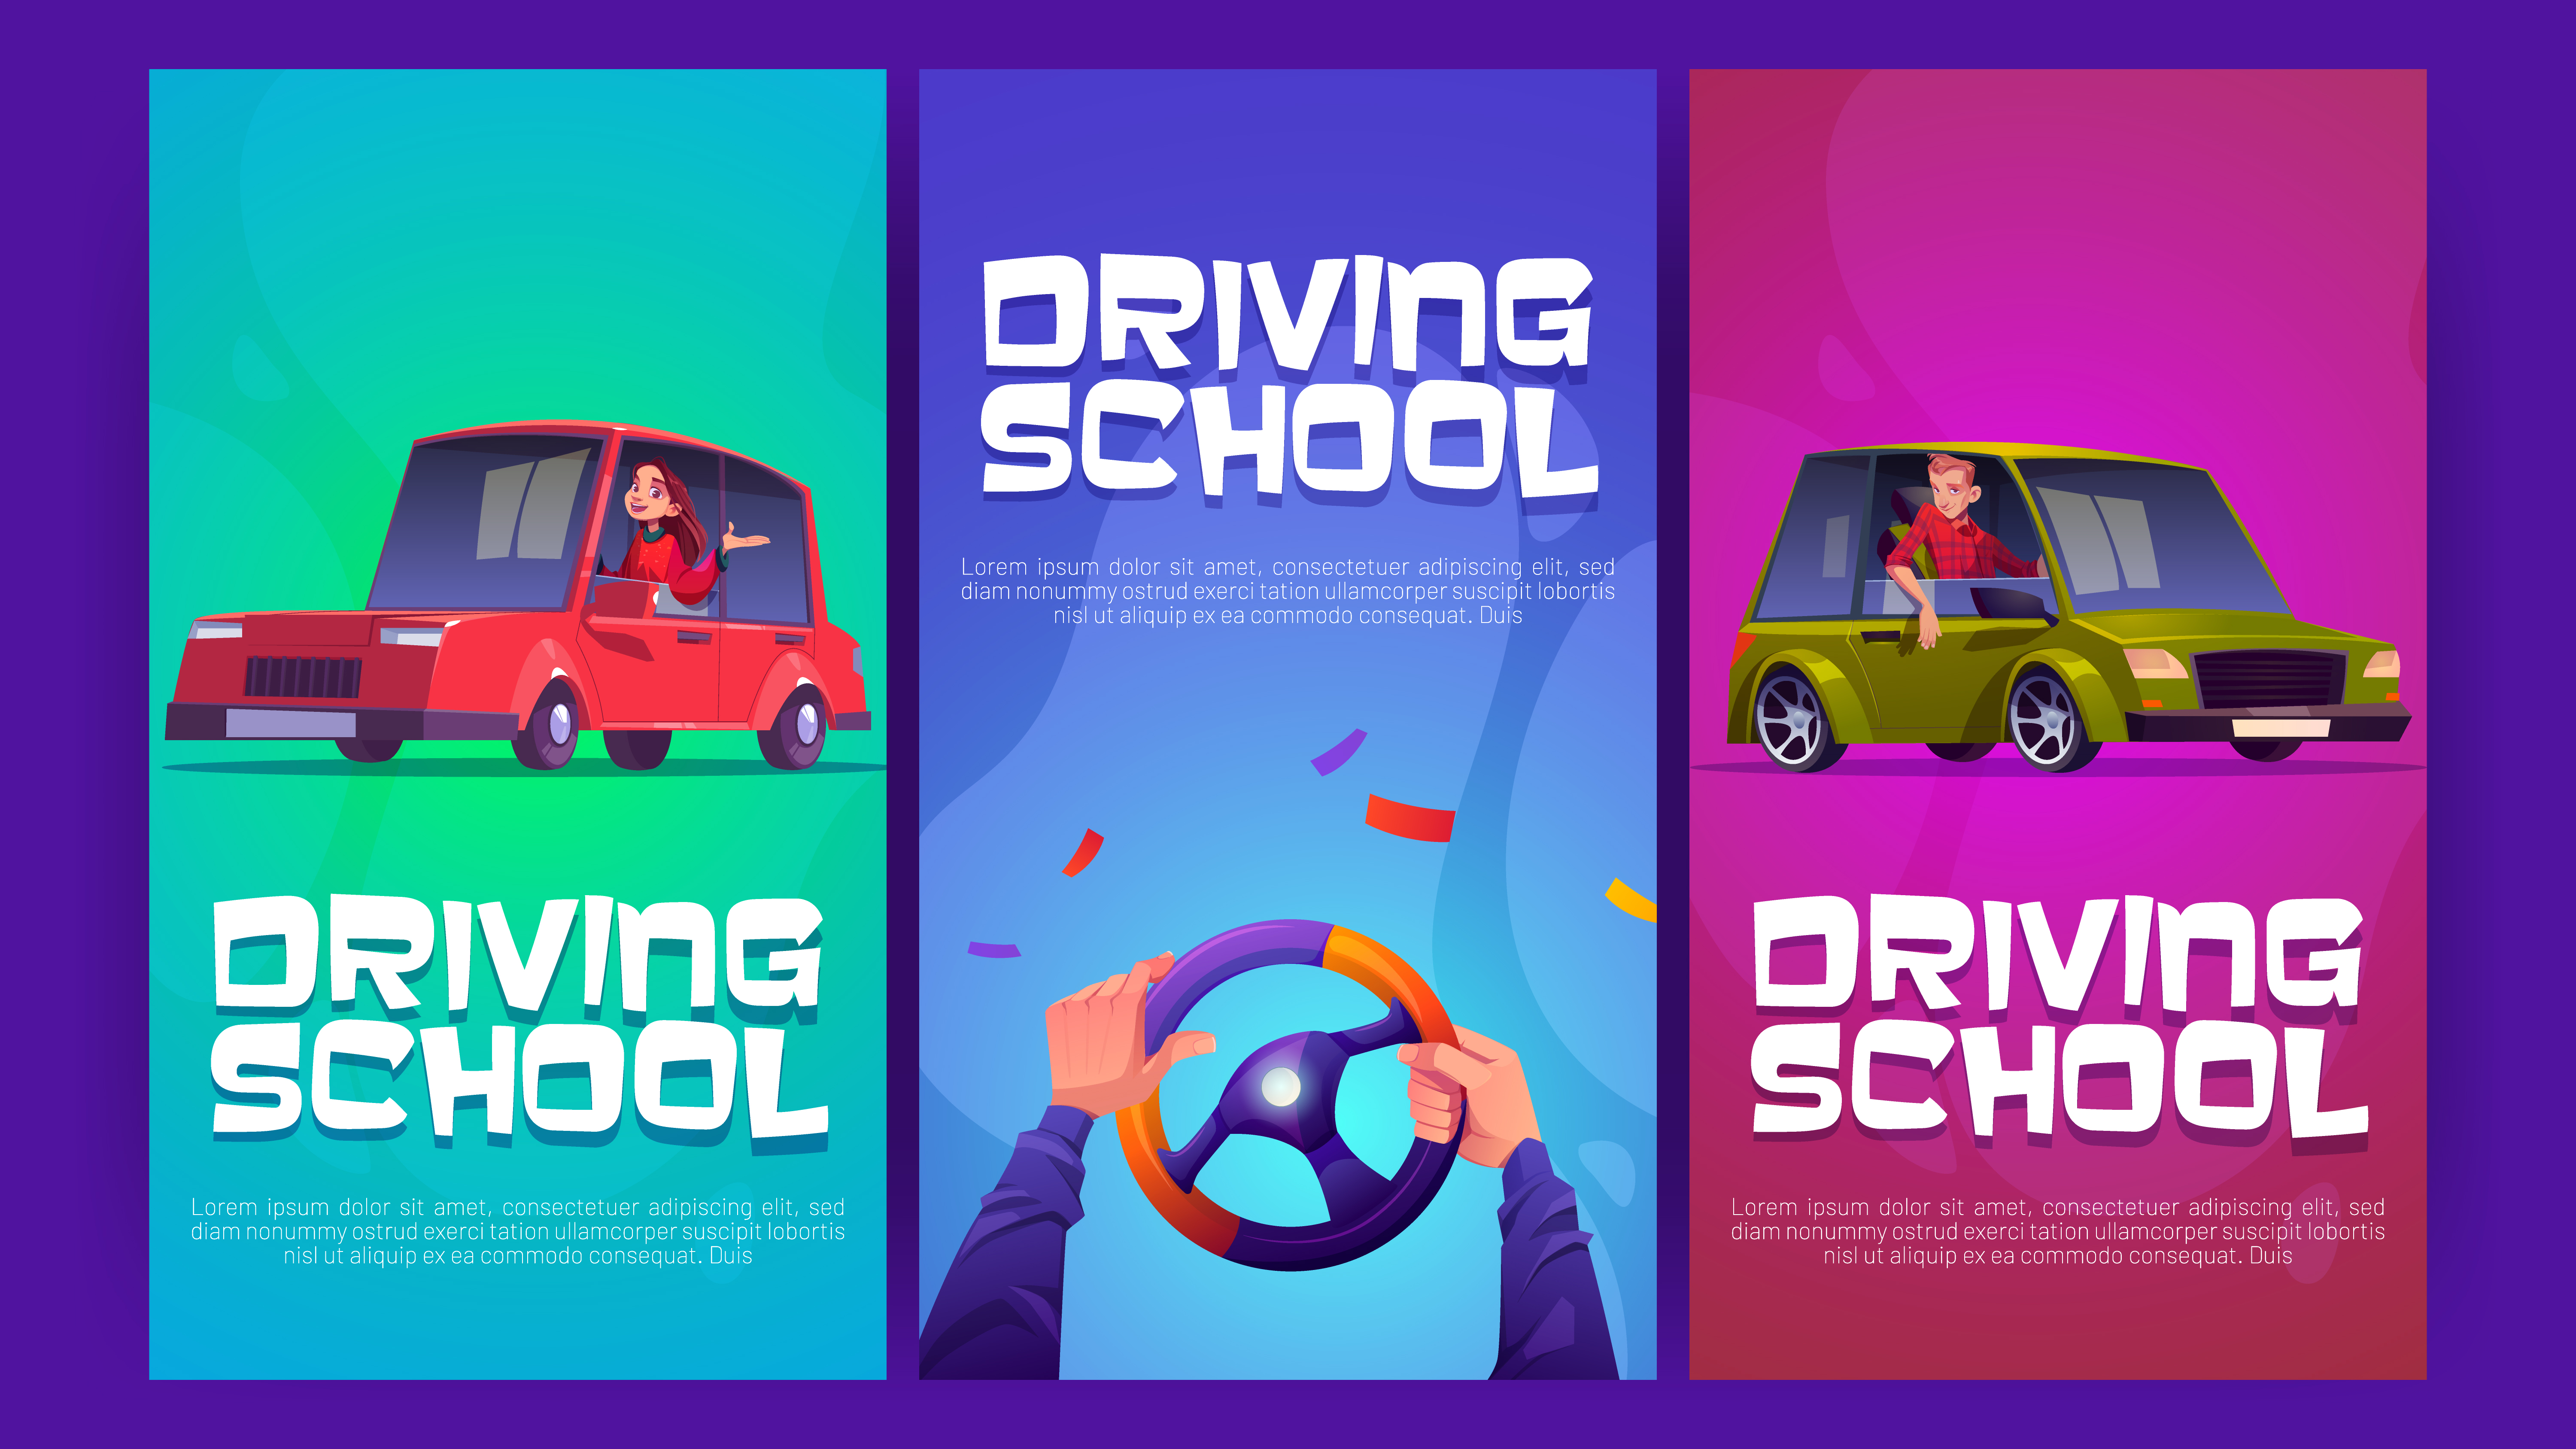 DRIVING
SCHOOL
Lorem ipsum dolor sit amet, consectetuer adipiscing elit, sed
diam nonummy ostrud exerci tation ullamcorper suscipit lobortis
nisl ut aliquip ex ea commodo consequat. Duis
DRIVING
SCHOOL
Lorem ipsum dolor sit amet, consectetuer adipiscing elit, sed
diam nonummy ostrud exerci tation ullamcorper suscipit lobortis
nisl ut aliquip ex ea commodo consequat. Duis
DRIVING
SCHOOL
Lorem ipsum dolor sit amet, consectetuer adipiscing elit, sed
diam nonummy ostrud exerci tation ullamcorper suscipit lobortis
nisl ut aliquip ex ea commodo consequat. Duis